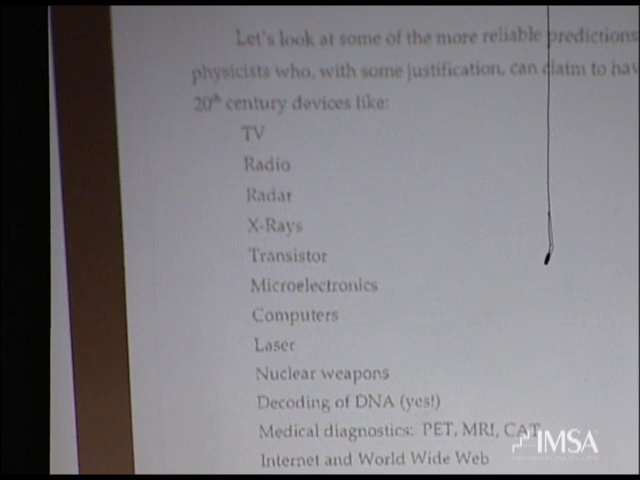 Let's look at some of the more reliable predictions
physicists who, with some justification, can claim to hav
20th century devices like:
TV
Radio
Radar
X-Rays
Transistor
Microelectronics
Computers
Laser
Nuclear weapons
Decoding of DNA (yes!)
Medical diagnostics: PET, MRI, CAT
Internet and World Wide Web
IMSA